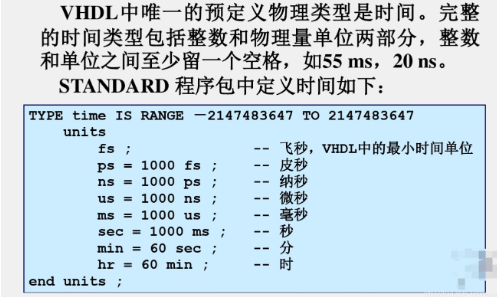 VHDL中唯一的预定义物理类型是时间。完整
的时间类型包括整数和物理量单位两部分，整数
和单位之间至少留一个空格，如55 ms，20 ns。
STANDARD 程序包中定义时间如下：
TYPE time IS RANGE －2147483647 TO 2147483647
units
fs ; -- 飞秒，VHDL中的最小时间单位
ps = 1000 fs ; -- 皮秒
ns = 1000 ps ; -- 纳秒
us = 1000 ns ; -- 微秒
ms = 1000 us ; -- 毫秒
sec = 1000 ms ; -- 秒
min = 60 sec ; -- 分
hr = 60 min ; -- 时
end units ;